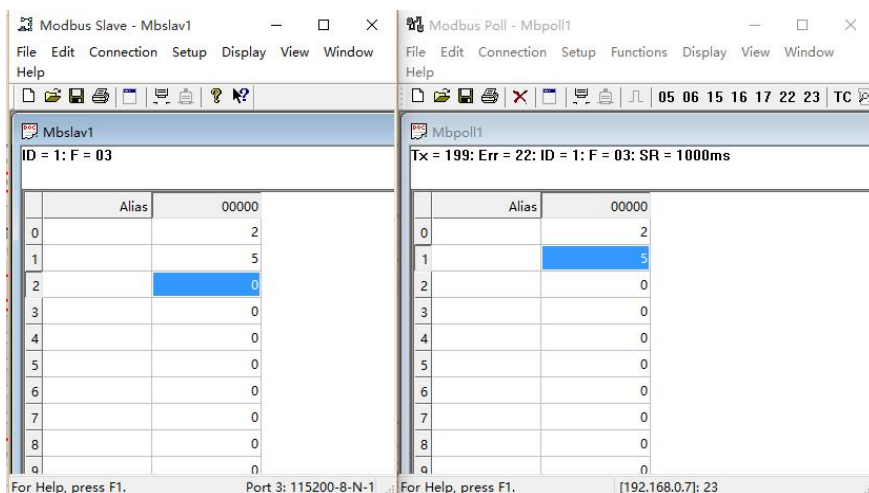 Modbus Slave - Mbslav1
File Edit Connection Setup Display View Window
Help
Mbslav1
ID = 1: F = 03
Alias 00000
0 2
1 5
2 0
3 0
4 0
5 0
6 0
7 0
8 0
9 0
For Help, press F1. Port 3: 115200-8-N-1
Modbus Poll - Mbpoll1
File Edit Connection Setup Functions Display View Window
Help
05 06 15 16 17 22 23 TC
Mbpoll1
Tx = 199: Err = 22: ID = 1: F = 03: SR = 1000ms
Alias 00000
0 2
1 5
2 0
3 0
4 0
5 0
6 0
7 0
8 0
9 0
For Help, press F1. [192.168.0.7]: 23